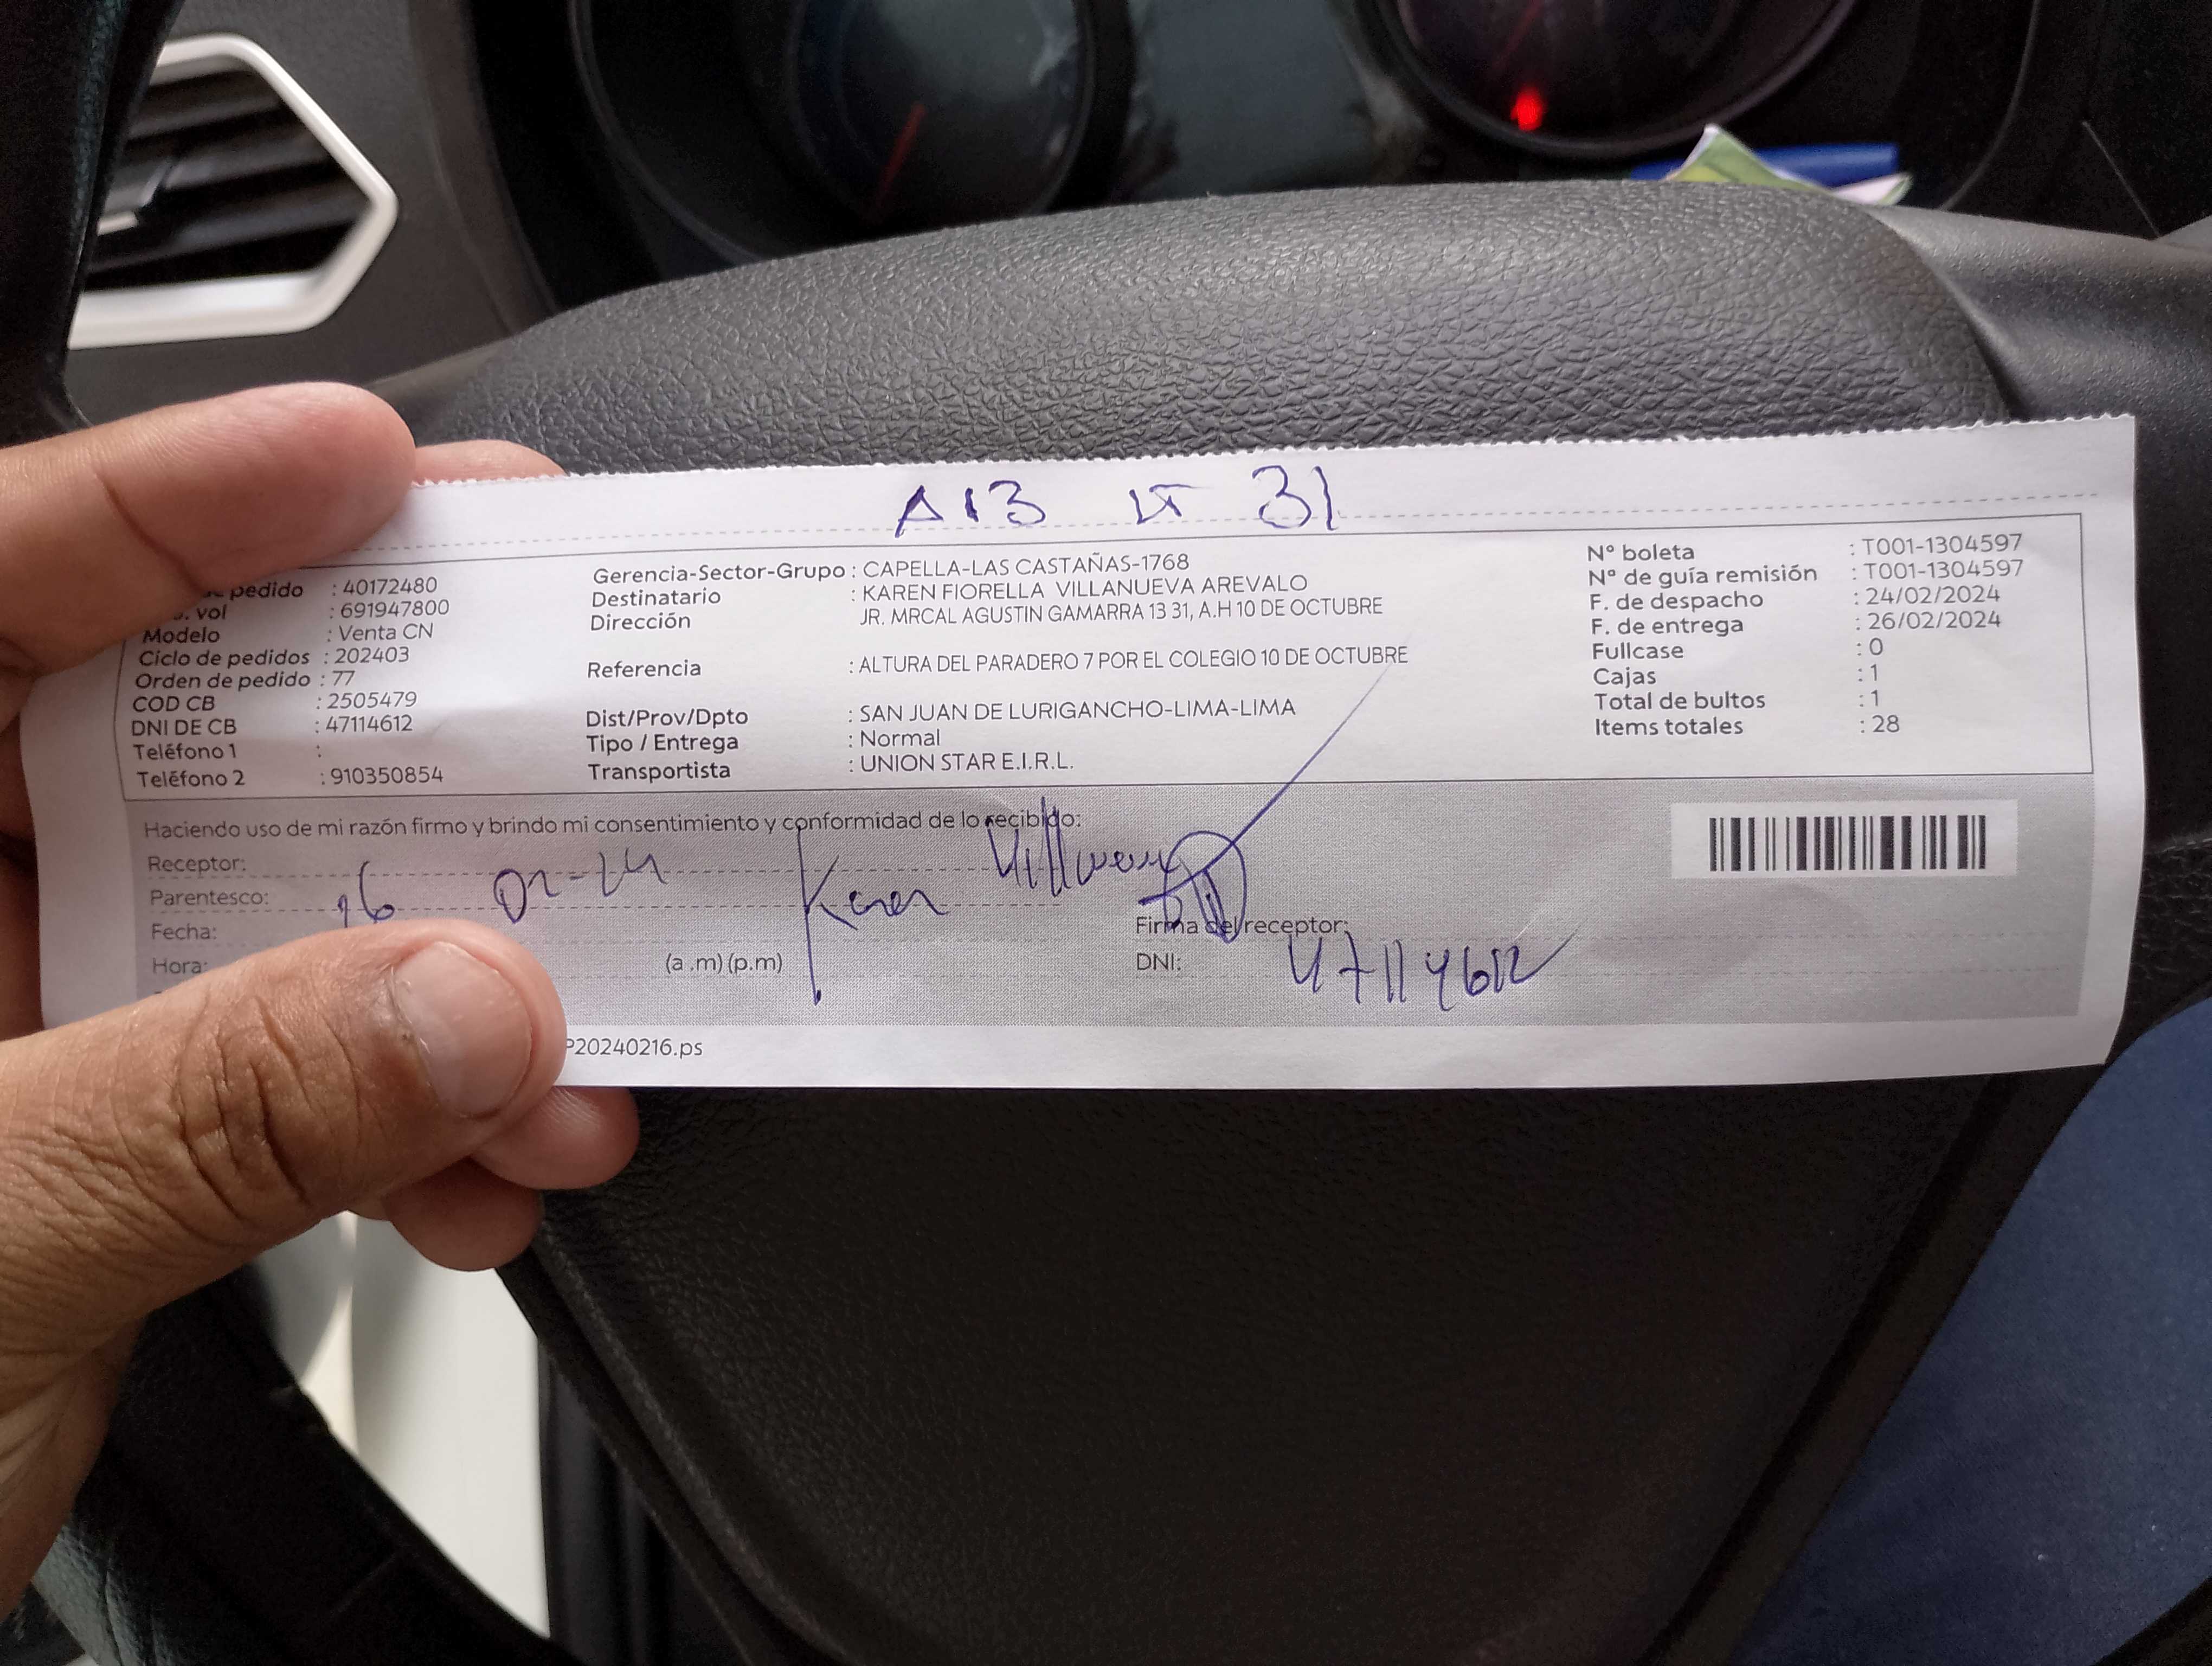 A13 LT 31
pedido : 40172480
. vol : 691947800
Modelo : Venta CN
Ciclo de pedidos : 202403
Orden de pedido : 77
COD CB : 2505479
DNI DE CB : 47114612
Teléfono 1 :
Teléfono 2 : 910350854
Gerencia-Sector-Grupo : CAPELLA-LAS CASTAÑAS-1768
Destinatario : KAREN FIORELLA VILLANUEVA AREVALO
Dirección JR. MRCAL AGUSTIN GAMARRA 13 31, A.H 10 DE OCTUBRE
Referencia : ALTURA DEL PARADERO 7 POR EL COLEGIO 10 DE OCTUBRE
Dist/Prov/Dpto : SAN JUAN DE LURIGANCHO-LIMA-LIMA
Tipo / Entrega : Normal
Transportista : UNION STAR E.I.R.L.
Nº boleta : T001-1304597
Nº de guía remisión : T001-1304597
F. de despacho : 24/02/2024
F. de entrega : 26/02/2024
Fullcase : 0
Cajas : 1
Total de bultos : 1
Items totales : 28
Haciendo uso de mi razón firmo y brindo mi consentimiento y conformidad de lo recibido:
Receptor:
Parentesco:
Karen
Fecha:
Firma del receptor:
Hora: (a .m) (p.m)
DNI: 47114612
P20240216.ps